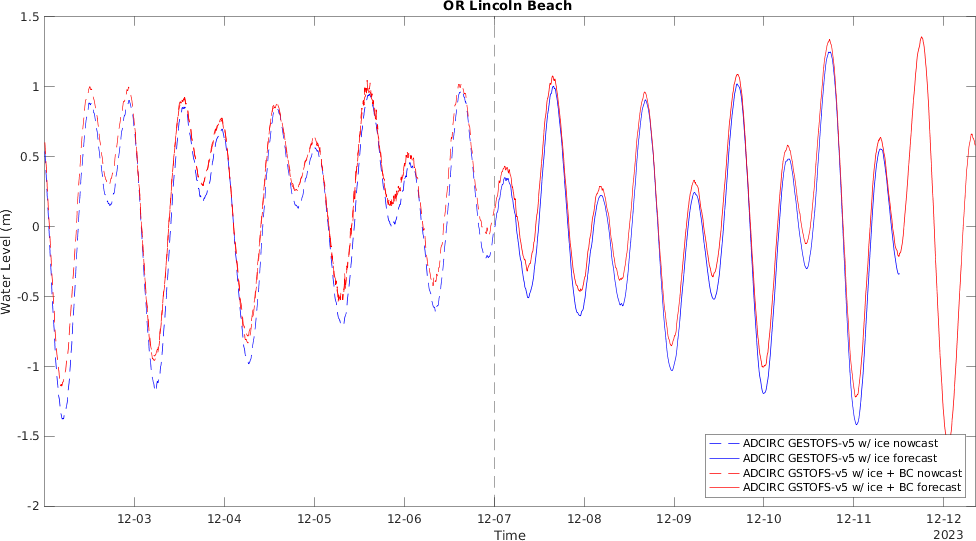 OR Lincoln Beach
1.5
1
0.5
0
-0.5
-1
-1.5
-2
Water Level (m)
12-03
12-04
12-05
12-06
12-07
12-08
12-09
12-10
12-11
12-12
2023
Time
ADCIRC GESTOFS-v5 w/ ice nowcast
ADCIRC GESTOFS-v5 w/ ice forecast
ADCIRC GSTOFS-v5 w/ ice + BC nowcast
ADCIRC GSTOFS-v5 w/ ice + BC forecast